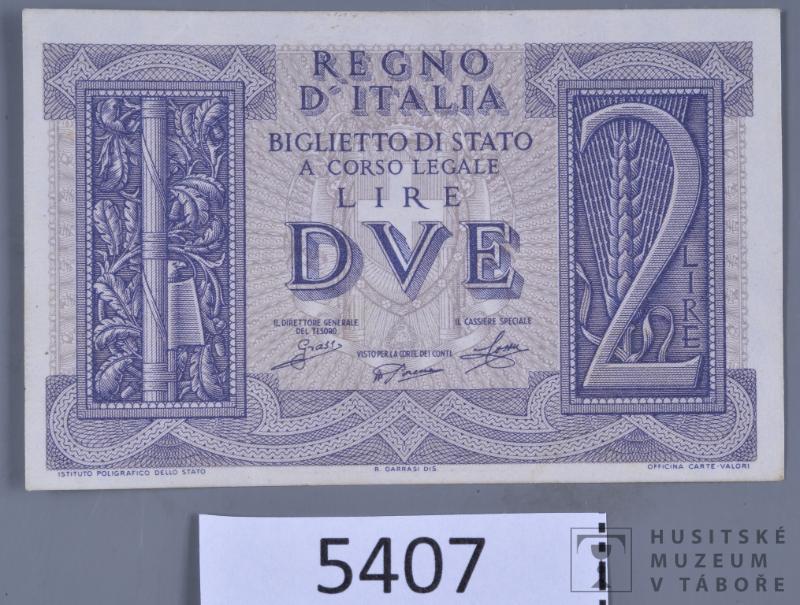 REGNO
D'ITALIA
BIGLIETTO DI STATO
A CORSO LEGALE
LIRE
DVE
IL DIRETTORE GENERALE
DEL TESORO
IL CASSIERE SPECIALE
VISTO PER LA CORTE DEI CONTI
Grassi
2
LIRE
ISTITUTO POLIGRAFICO DELLO STATO
R. GARRASI DIS.
OFFICINA CARTE-VALORI
5407
HUSITSKÉ
MUZEUM
V TÁBOŘE